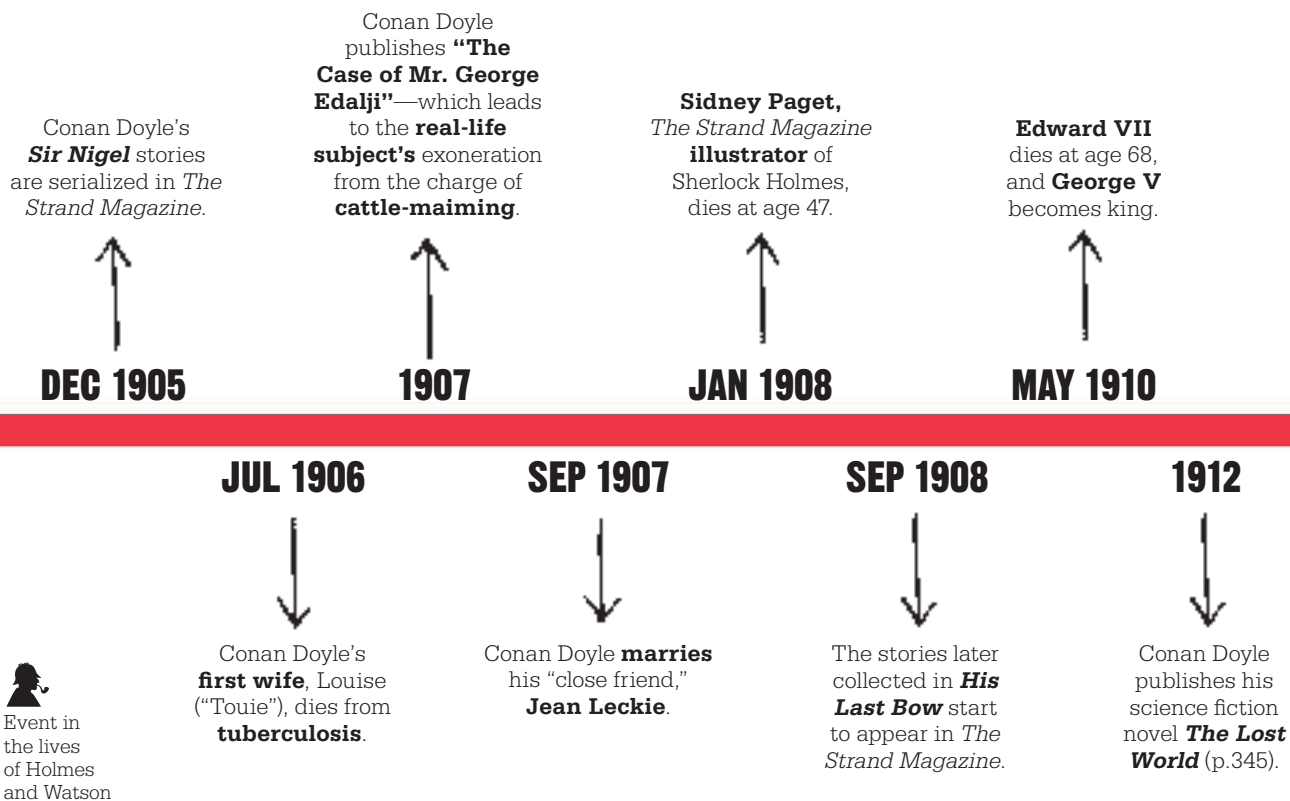 Conan Doyle's
Sir Nigel stories
are serialized in The
Strand Magazine.
DEC 1905
Conan Doyle
publishes “The
Case of Mr. George
Edalji”—which leads
to the real-life
subject's exoneration
from the charge of
cattle-maiming.
1907
Sidney Paget,
The Strand Magazine
illustrator of
Sherlock Holmes,
dies at age 47.
JAN 1908
Edward VII
dies at age 68,
and George V
becomes king.
MAY 1910
JUL 1906
Conan Doyle's
first wife, Louise
(“Touie”), dies from
tuberculosis.
SEP 1907
Conan Doyle marries
his “close friend,”
Jean Leckie.
SEP 1908
The stories later
collected in His
Last Bow start
to appear in The
Strand Magazine.
1912
Conan Doyle
publishes his
science fiction
novel The Lost
World (p.345).
Event in
the lives
of Holmes
and Watson